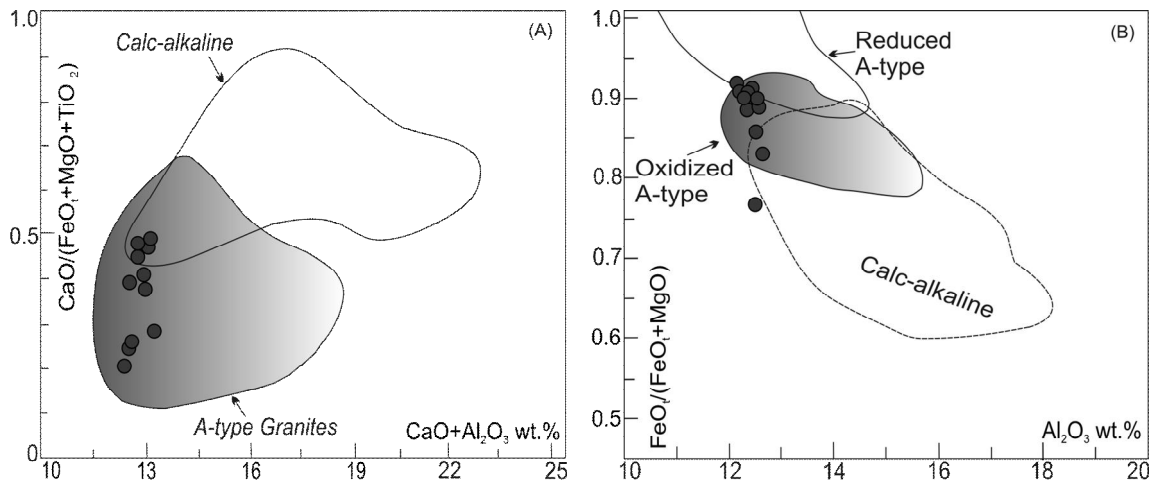 1.0
Calc-alkaline
(A)
CaO/(FeOₜ+MgO+TiO₂)
0.5
0
A-type Granites
CaO+Al₂O₃ wt.%
10 13 16 19 22 25
1.0
(B)
Reduced
A-type
0.9
Oxidized
A-type
0.8
0.7
Calc-alkaline
0.6
0.5
FeOₜ/(FeOₜ+MgO)
Al₂O₃ wt.%
10 12 14 16 18 20